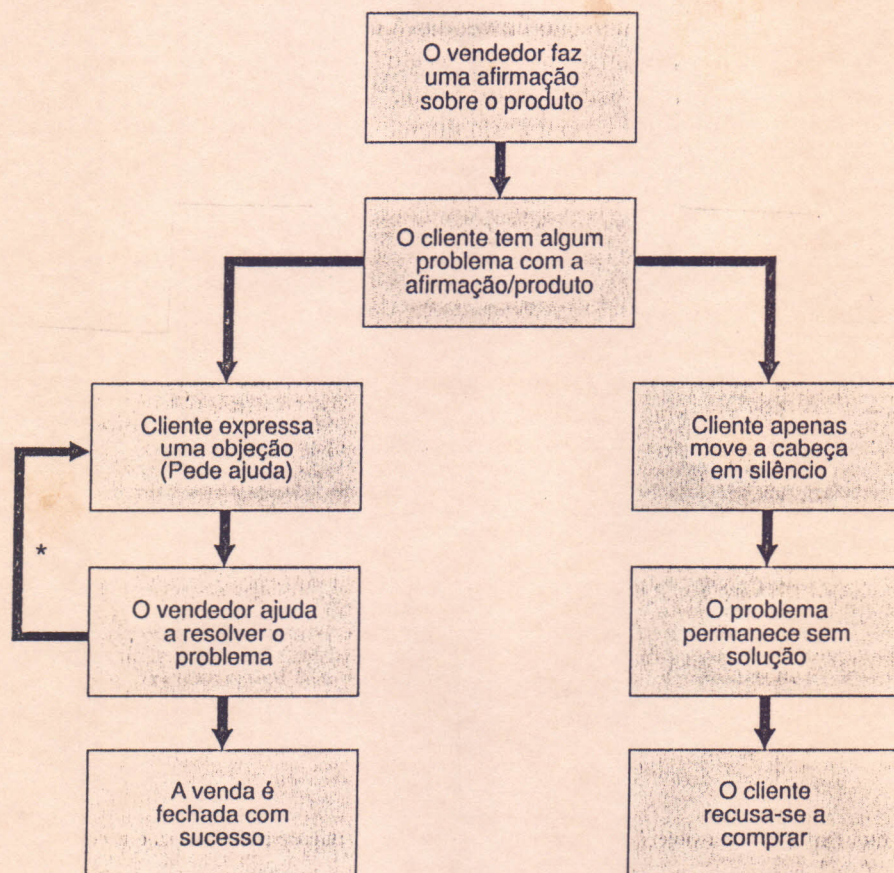 O vendedor faz
uma afirmação
sobre o produto
O cliente tem algum
problema com a
afirmação/produto
Cliente expressa
uma objeção
(Pede ajuda)
Cliente apenas
move a cabeça
em silêncio
*
O vendedor ajuda
a resolver o
problema
O problema
permanece sem
solução
A venda é
fechada com
sucesso
O cliente
recusa-se a
comprar